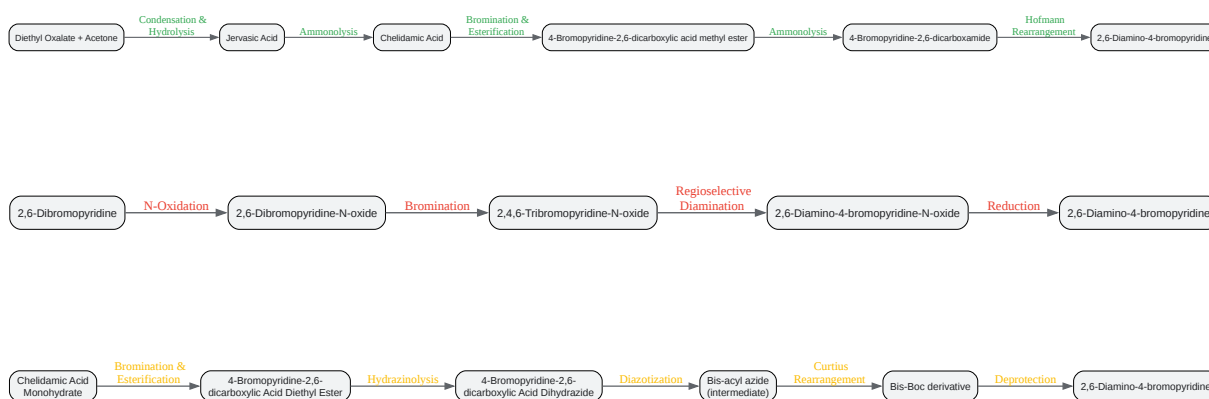 Condensation &
Hydrolysis
Bromination &
Esterification
Hofmann
Rearrangement
Diethyl Oxalate + Acetone
Jervasic Acid
Ammonolysis
Chelidamic Acid
4-Bromopyridine-2,6-dicarboxylic acid methyl ester
Ammonolysis
4-Bromopyridine-2,6-dicarboxamide
2,6-Diamino-4-bromopyridine
2,6-Dibromopyridine
N-Oxidation
2,6-Dibromopyridine-N-oxide
Bromination
2,4,6-Tribromopyridine-N-oxide
Regioselective
Diamination
2,6-Diamino-4-bromopyridine-N-oxide
Reduction
2,6-Diamino-4-bromopyridine
Chelidamic Acid
Monohydrate
Bromination &
Esterification
4-Bromopyridine-2,6-
dicarboxylic Acid Diethyl Ester
Hydrazinolysis
4-Bromopyridine-2,6-
dicarboxylic Acid Dihydrazide
Diazotization
Bis-acyl azide
(intermediate)
Curtius
Rearrangement
Bis-Boc derivative
Deprotection
2,6-Diamino-4-bromopyridine